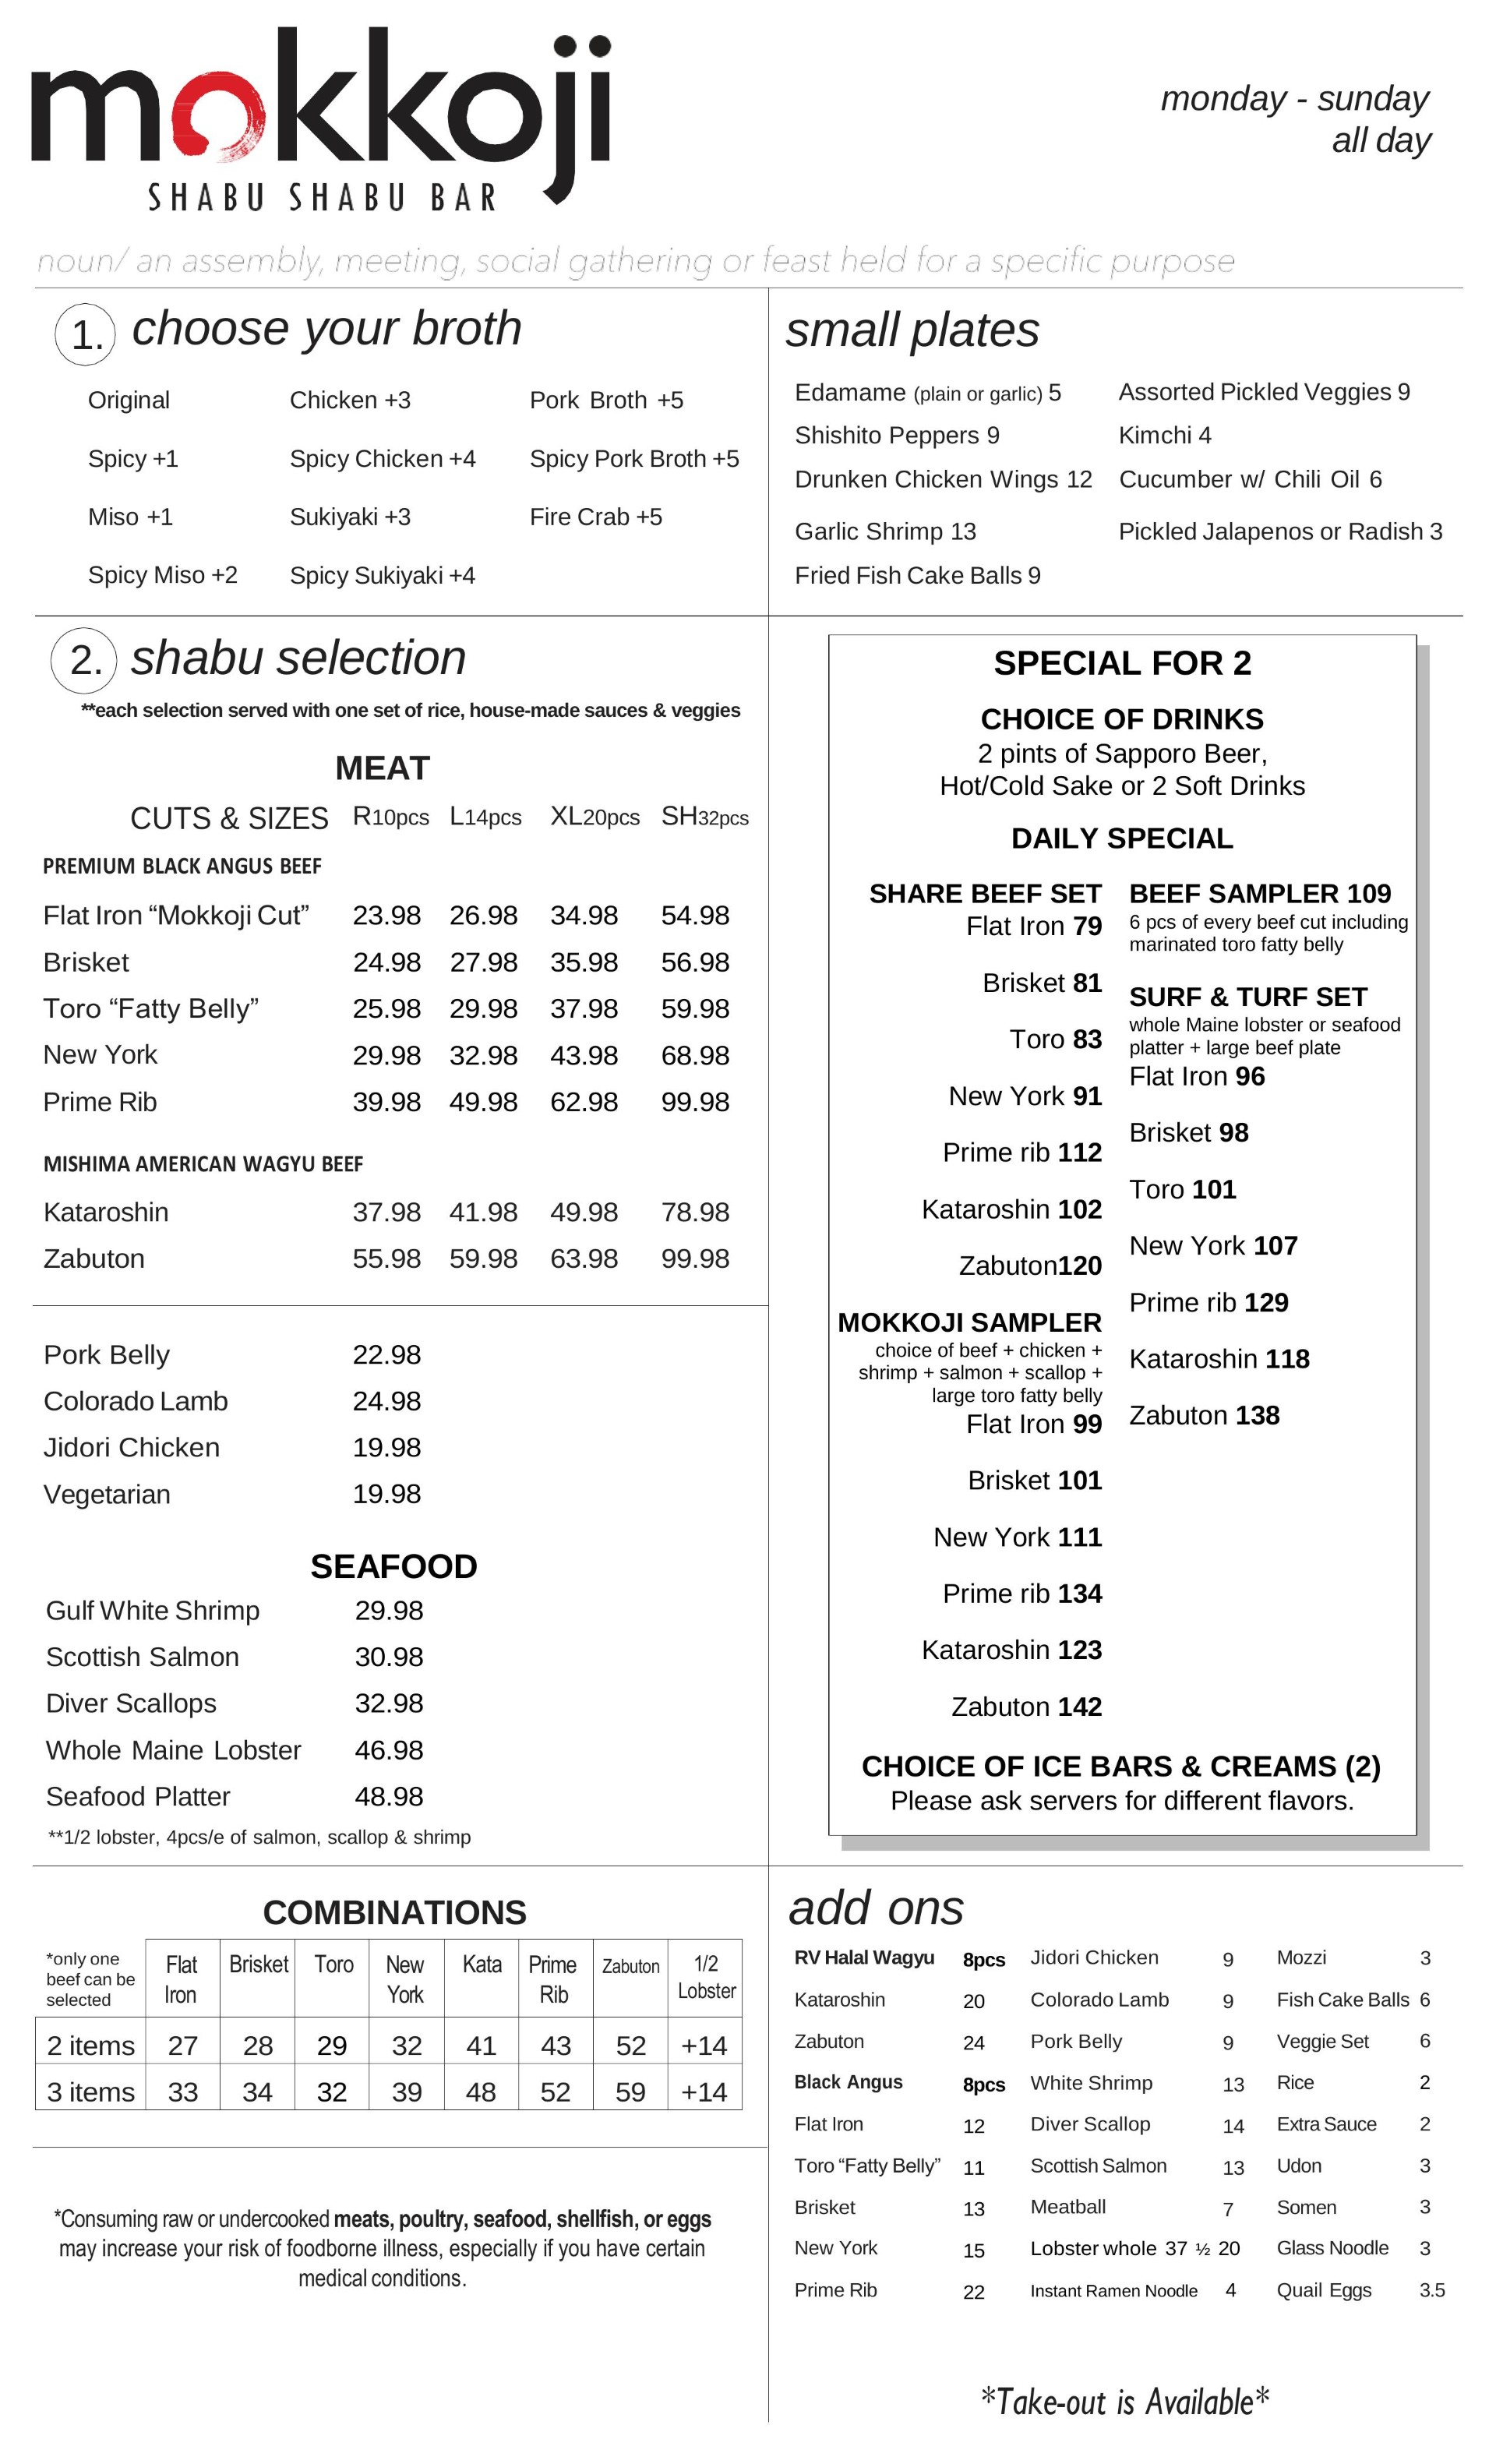 mokkoji
SHABU SHABU BAR
monday - sunday
all day
noun/ an assembly, meeting, social gathering or feast held for a specific purpose
1. choose your broth
Original Chicken +3 Pork Broth +5
Spicy +1 Spicy Chicken +4 Spicy Pork Broth +5
Miso +1 Sukiyaki +3 Fire Crab +5
Spicy Miso +2 Spicy Sukiyaki +4
small plates
Edamame (plain or garlic) 5 Assorted Pickled Veggies 9
Shishito Peppers 9 Kimchi 4
Drunken Chicken Wings 12 Cucumber w/ Chili Oil 6
Garlic Shrimp 13 Pickled Jalapenos or Radish 3
Fried Fish Cake Balls 9
2. shabu selection
**each selection served with one set of rice, house-made sauces & veggies
MEAT
CUTS & SIZES R10pcs L14pcs XL20pcs SH32pcs
PREMIUM BLACK ANGUS BEEF
Flat Iron “Mokkoji Cut” 23.98 26.98 34.98 54.98
Brisket 24.98 27.98 35.98 56.98
Toro “Fatty Belly” 25.98 29.98 37.98 59.98
New York 29.98 32.98 43.98 68.98
Prime Rib 39.98 49.98 62.98 99.98
MISHIMA AMERICAN WAGYU BEEF
Kataroshin 37.98 41.98 49.98 78.98
Zabuton 55.98 59.98 63.98 99.98
Pork Belly 22.98
Colorado Lamb 24.98
Jidori Chicken 19.98
Vegetarian 19.98
SEAFOOD
Gulf White Shrimp 29.98
Scottish Salmon 30.98
Diver Scallops 32.98
Whole Maine Lobster 46.98
Seafood Platter 48.98
**1/2 lobster, 4pcs/e of salmon, scallop & shrimp
SPECIAL FOR 2
CHOICE OF DRINKS
2 pints of Sapporo Beer,
Hot/Cold Sake or 2 Soft Drinks
DAILY SPECIAL
SHARE BEEF SET
Flat Iron 79
Brisket 81
Toro 83
New York 91
Prime rib 112
Kataroshin 102
Zabuton120
MOKKOJI SAMPLER
choice of beef + chicken +
shrimp + salmon + scallop +
large toro fatty belly
Flat Iron 99
Brisket 101
New York 111
Prime rib 134
Kataroshin 123
Zabuton 142
BEEF SAMPLER 109
6 pcs of every beef cut including
marinated toro fatty belly
SURF & TURF SET
whole Maine lobster or seafood
platter + large beef plate
Flat Iron 96
Brisket 98
Toro 101
New York 107
Prime rib 129
Kataroshin 118
Zabuton 138
CHOICE OF ICE BARS & CREAMS (2)
Please ask servers for different flavors.
COMBINATIONS
*only one
beef can be
selected
Flat Iron Brisket Toro New York Kata Prime Rib Zabuton 1/2 Lobster
2 items 27 28 29 32 41 43 52 +14
3 items 33 34 32 39 48 52 59 +14
*Consuming raw or undercooked meats, poultry, seafood, shellfish, or eggs
may increase your risk of foodborne illness, especially if you have certain
medical conditions.
add ons
RV Halal Wagyu 8pcs Jidori Chicken 9 Mozzi 3
Kataroshin 20 Colorado Lamb 9 Fish Cake Balls 6
Zabuton 24 Pork Belly 9 Veggie Set 6
Black Angus 8pcs White Shrimp 13 Rice 2
Flat Iron 12 Diver Scallop 14 Extra Sauce 2
Toro “Fatty Belly” 11 Scottish Salmon 13 Udon 3
Brisket 13 Meatball 7 Somen 3
New York 15 Lobster whole 37 ½ 20 Glass Noodle 3
Prime Rib 22 Instant Ramen Noodle 4 Quail Eggs 3.5
*Take-out is Available*